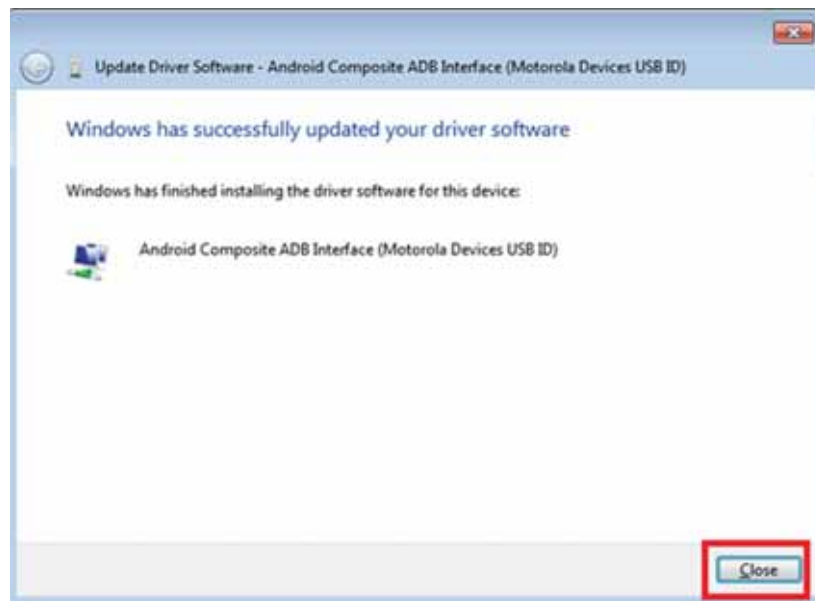 Update Driver Software - Android Composite ADB Interface (Motorola Devices USB ID)
Windows has successfully updated your driver software
Windows has finished installing the driver software for this device:
Android Composite ADB Interface (Motorola Devices USB ID)
Close